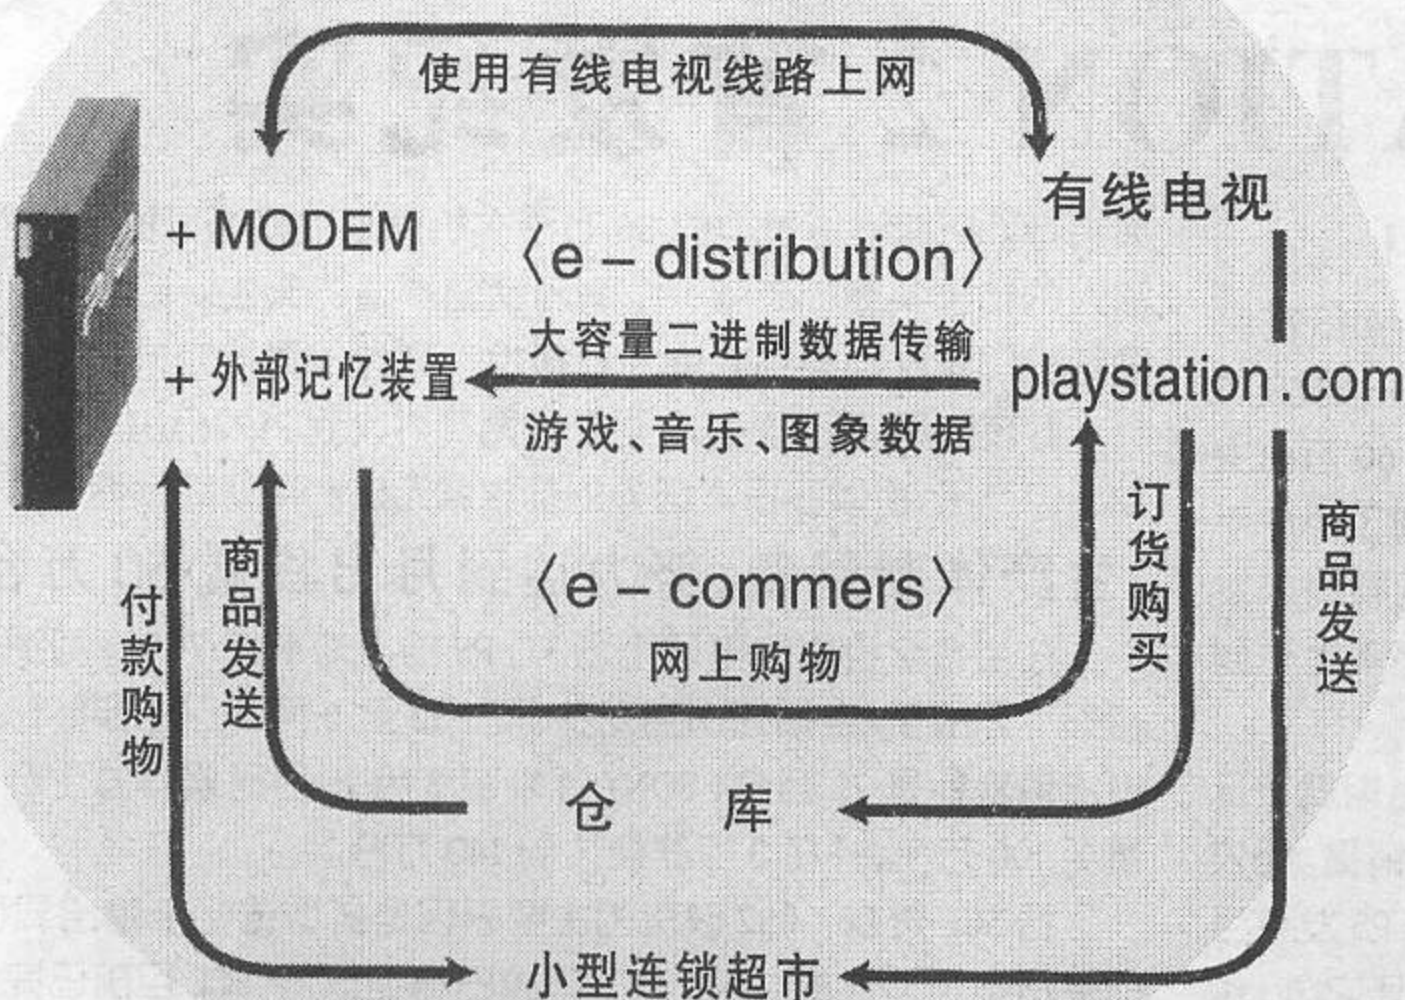 使用有线电视线路上网
有线电视
+ MODEM
〈e – distribution〉
大容量二进制数据传输
+ 外部记忆装置
playstation.com
游戏、音乐、图象数据
付款购物
商品发送
〈e – commers〉
网上购物
订货购买
商品发送
仓 库
小型连锁超市